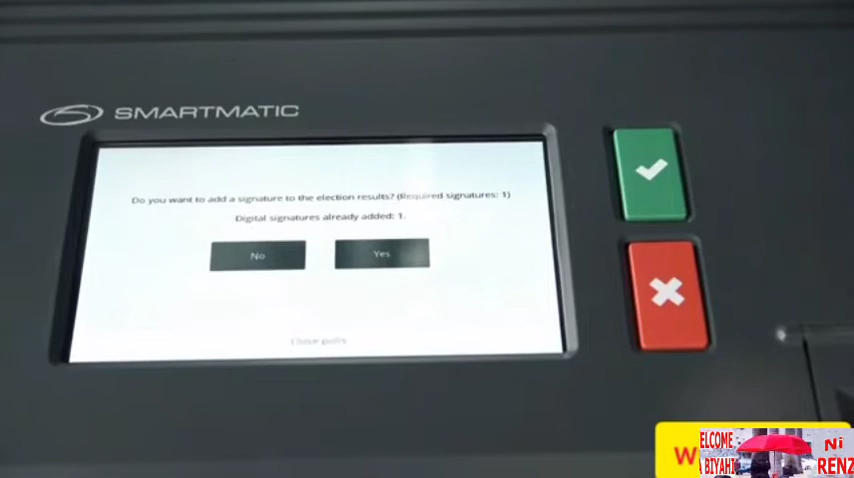 SMARTMATIC
Do you want to add a signature to the election results? (Required signatures: 1)
Digital signatures already added: 1.
No
Yes
Close polls
W
ELCOME
A BIYAHI
Ni
RENZ